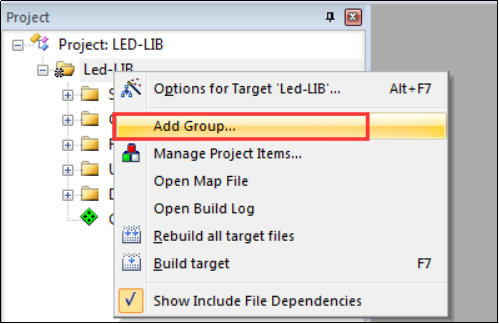 Project
Project: LED-LIB
Led-LIB
Options for Target 'Led-LIB'... Alt+F7
Add Group...
Manage Project Items...
Open Map File
Open Build Log
Rebuild all target files
Build target F7
Show Include File Dependencies